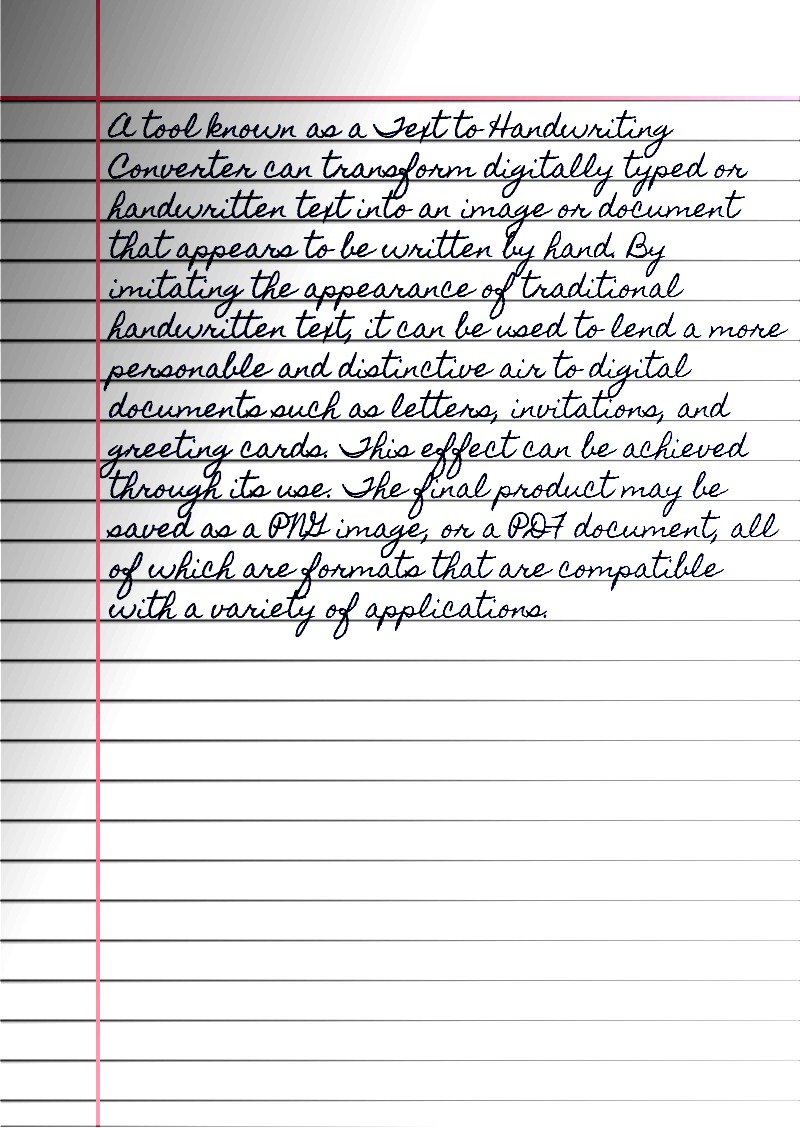 A tool known as a Text to Handwriting
Converter can transform digitally typed or
handwritten text into an image or document
that appears to be written by hand. By
imitating the appearance of traditional
handwritten text, it can be used to lend a more
personable and distinctive air to digital
documents such as letters, invitations, and
greeting cards. This effect can be achieved
through its use. The final product may be
saved as a PNG image, or a PDF document, all
of which are formats that are compatible
with a variety of applications.